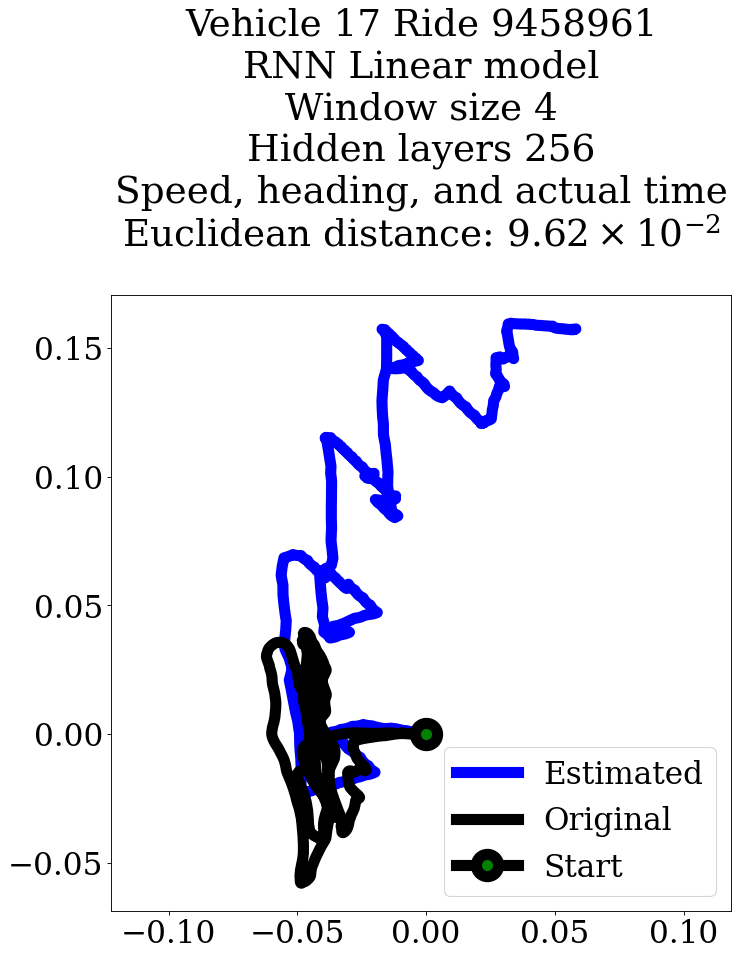 Vehicle 17 Ride 9458961
RNN Linear model
Window size 4
Hidden layers 256
Speed, heading, and actual time
Euclidean distance: 9.62 × 10⁻²
0.15
0.10
0.05
0.00
−0.05
−0.10 −0.05 0.00 0.05 0.10
Estimated
Original
Start